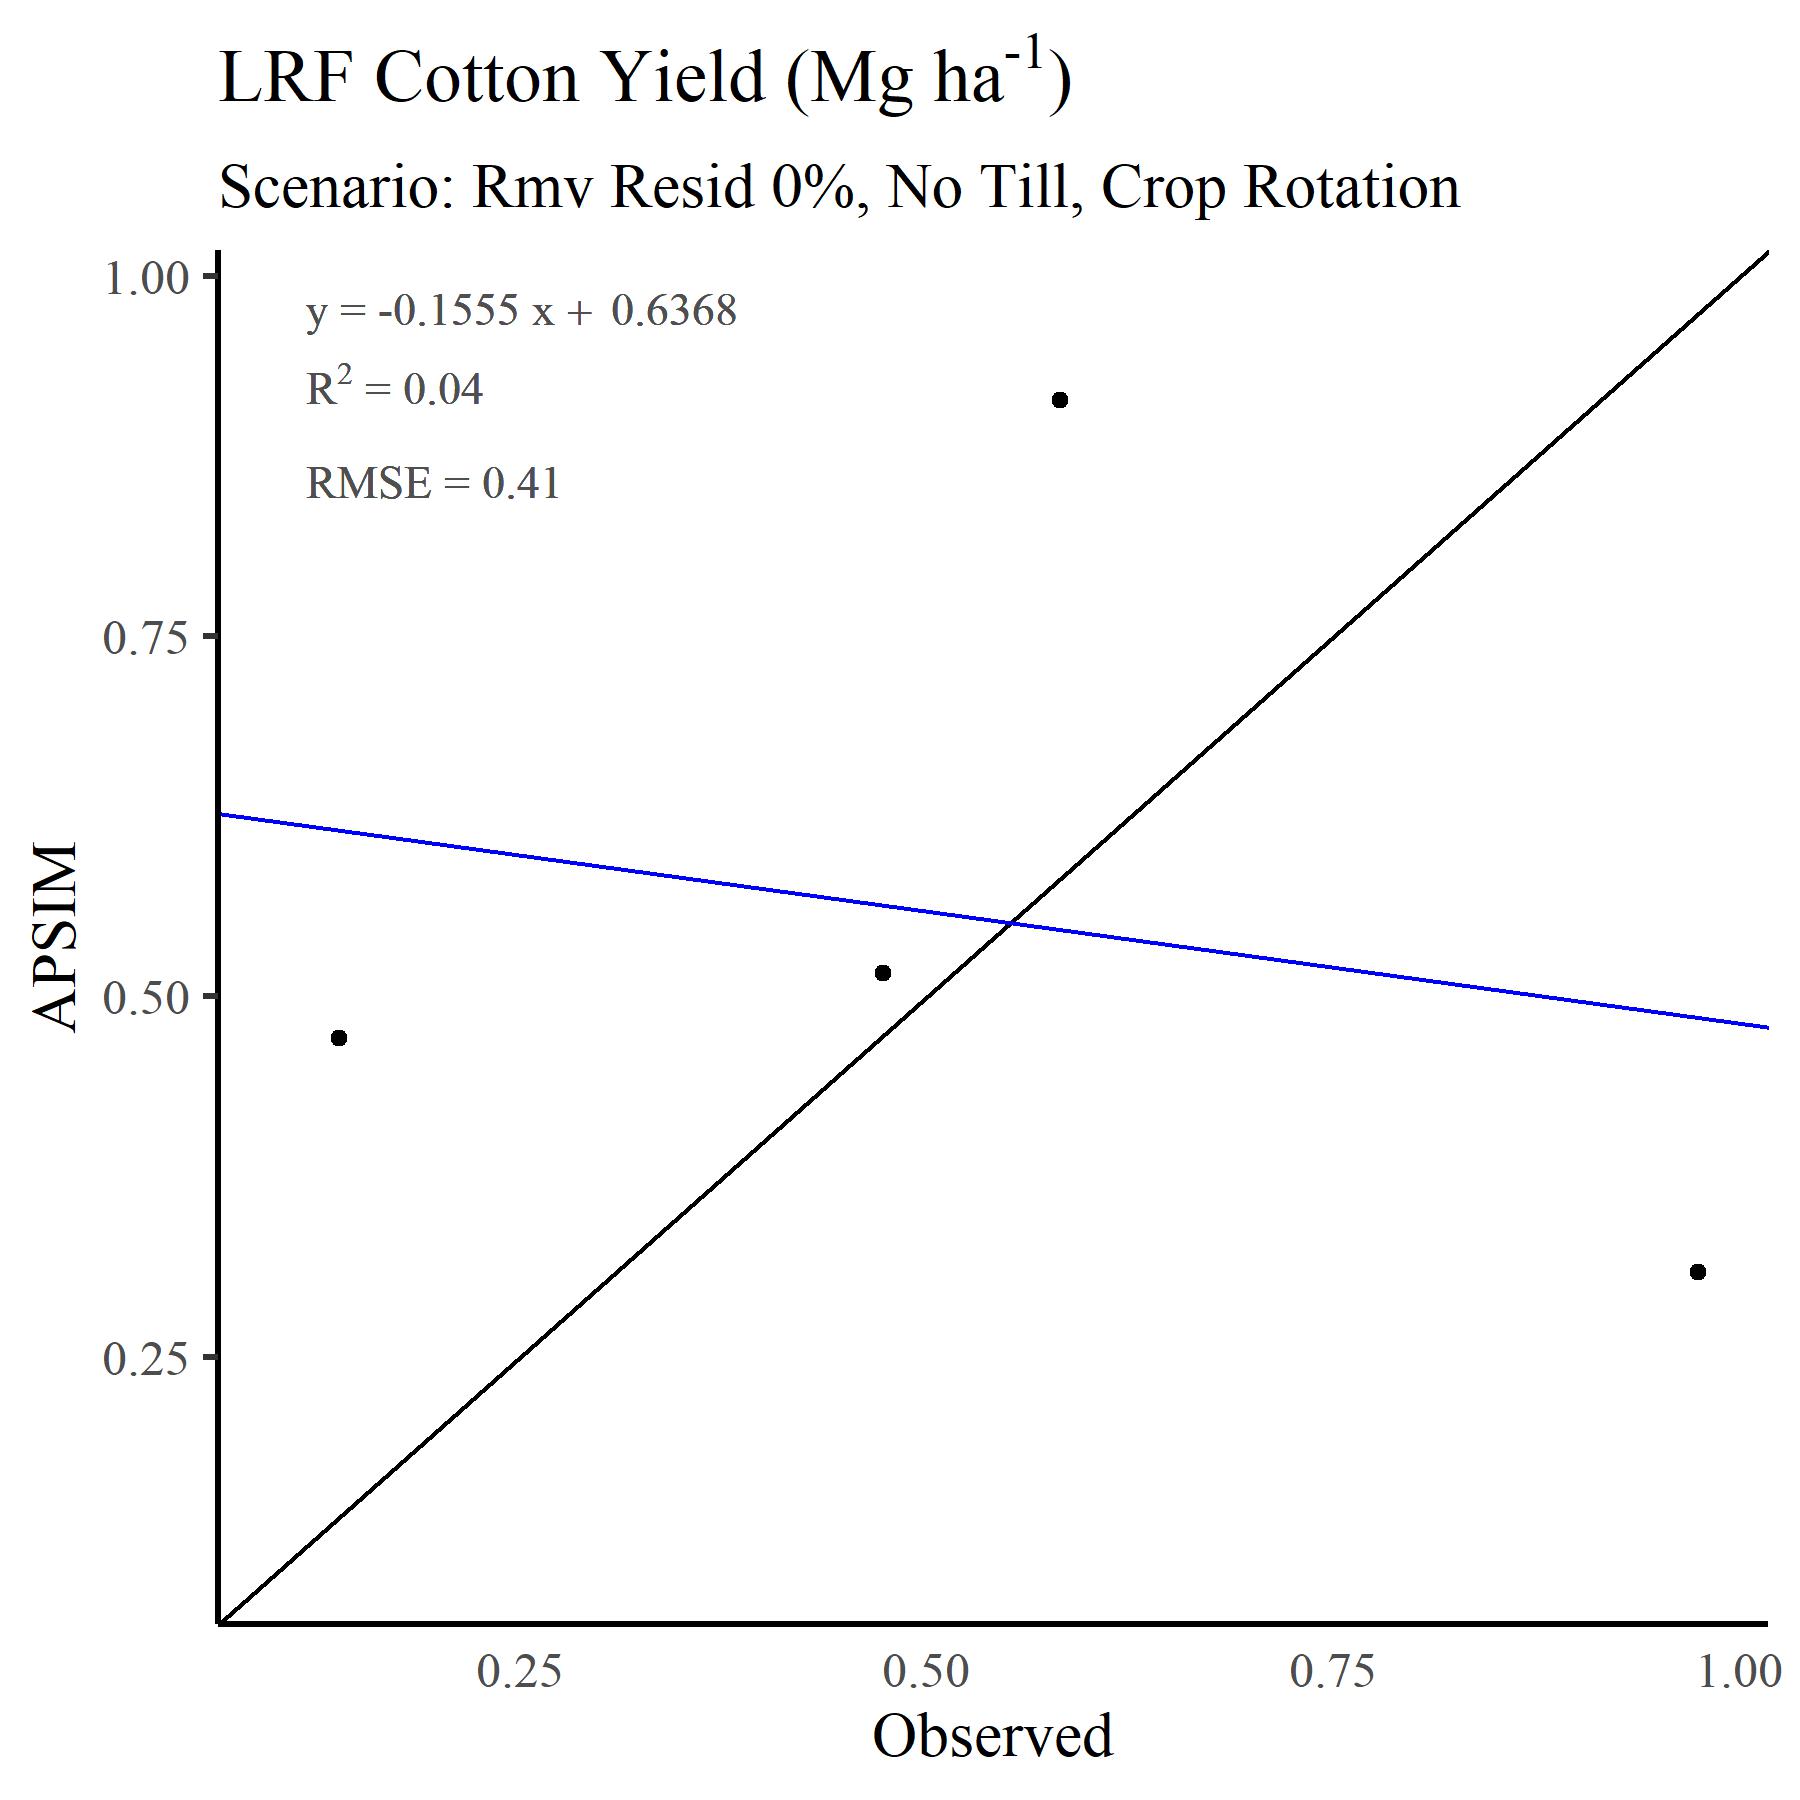 LRF Cotton Yield (Mg ha⁻¹)
Scenario: Rmv Resid 0%, No Till, Crop Rotation
y = -0.1555 x + 0.6368
R² = 0.04
RMSE = 0.41
1.00
0.75
0.50
0.25
APSIM
0.25 0.50 0.75 1.00
Observed